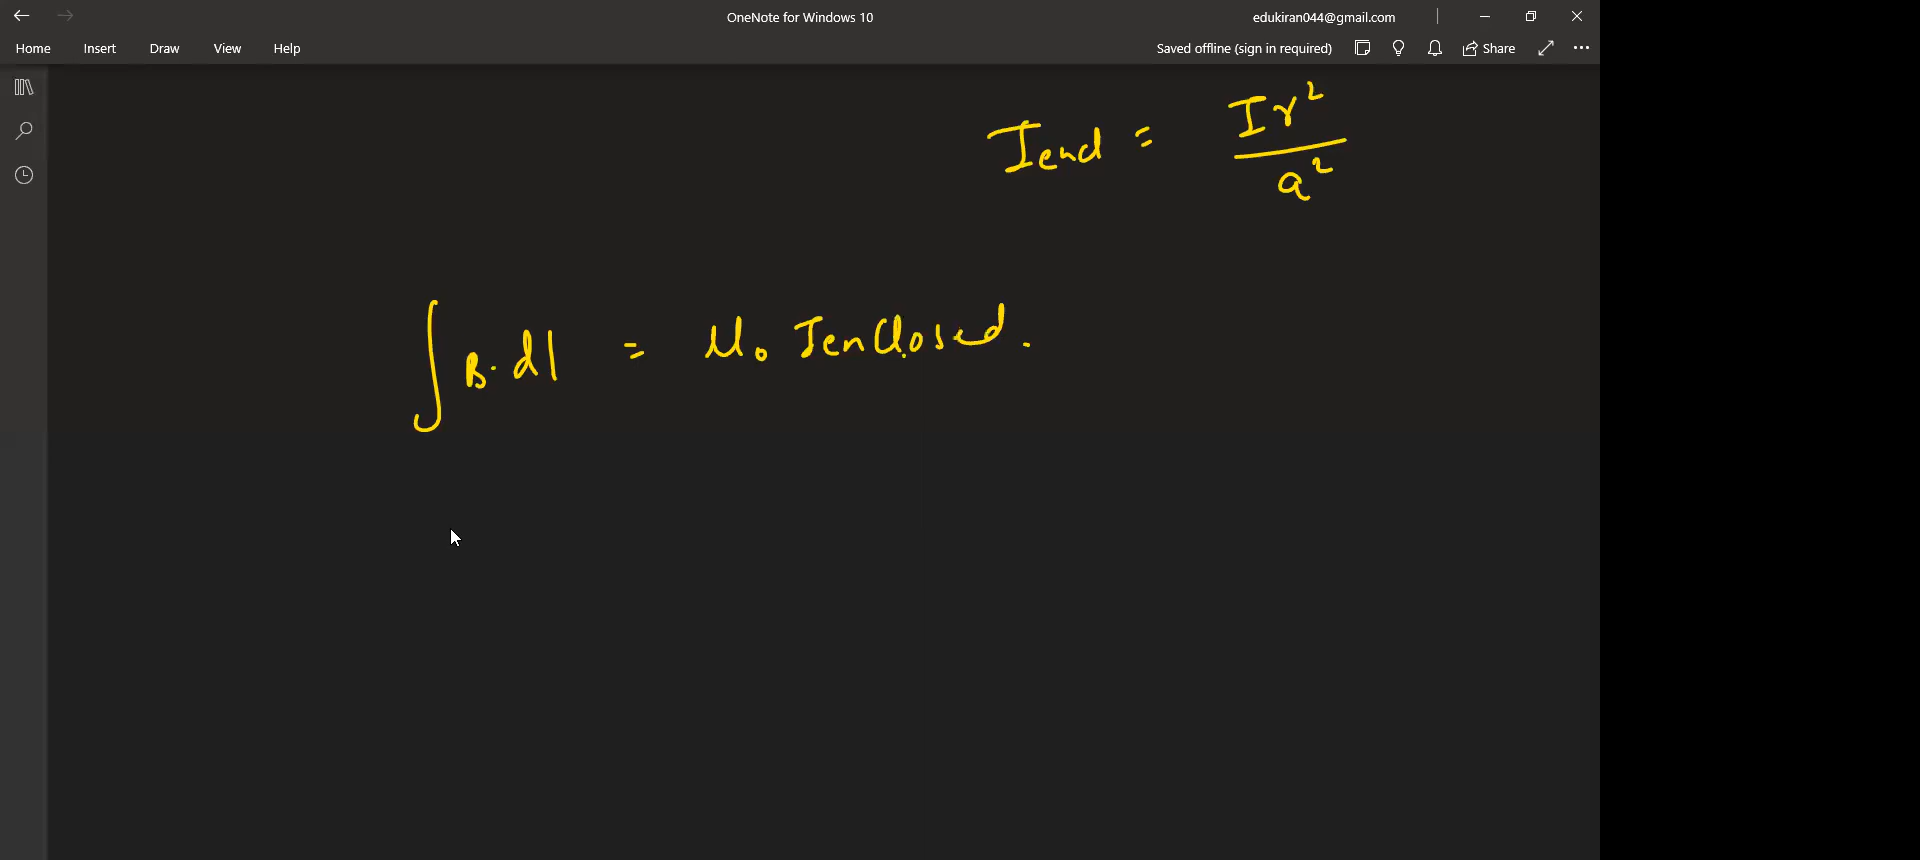 OneNote for Windows 10
edukiran044@gmail.com
Home Insert Draw View Help
Saved offline (sign in required) Share
Iend = Ir²/a²
∫B·dl = μ₀ Ienclosed.